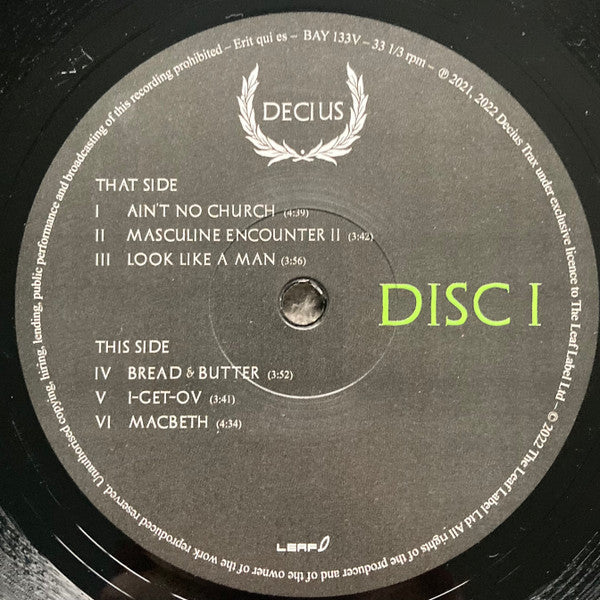 Unauthorised copying, hiring, lending, public performance and broadcasting of this recording prohibited – Erit qui es – BAY 133V – 33 1/3 rpm – ℗ 2021, 2022 Decius Trax under exclusive licence to The Leaf Label Ltd – © 2022 The Leaf Label Ltd All rights of the producer and of the owner of the work reproduced reserved.
DECIUS
THAT SIDE
I AIN'T NO CHURCH (4:39)
II MASCULINE ENCOUNTER II (3:42)
III LOOK LIKE A MAN (3:56)
DISC I
THIS SIDE
IV BREAD & BUTTER (3:52)
V I-GET-OV (3:41)
VI MACBETH (4:34)
LEAF